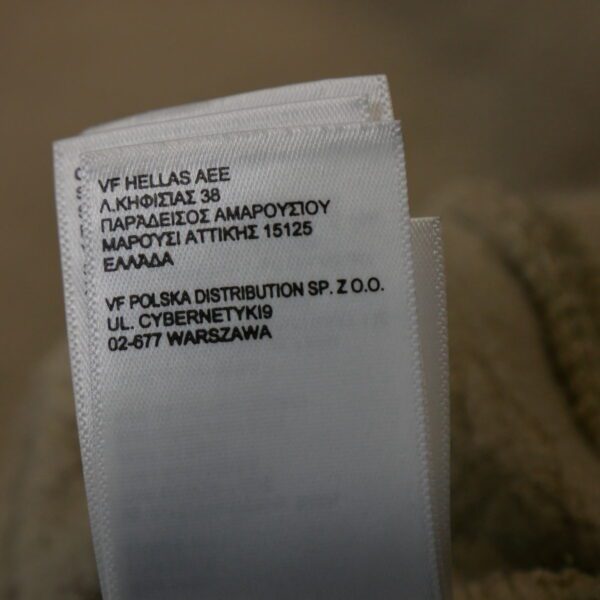 VF HELLAS AEE
Λ.ΚΗΦΙΣΙΑΣ 38
ΠΑΡΑΔΕΙΣΟΣ ΑΜΑΡΟΥΣΙΟΥ
ΜΑΡΟΥΣΙ ΑΤΤΙΚΗΣ 15125
ΕΛΛΑΔΑ
VF POLSKA DISTRIBUTION SP. Z O.O.
UL. CYBERNETYKI9
02-677 WARSZAWA